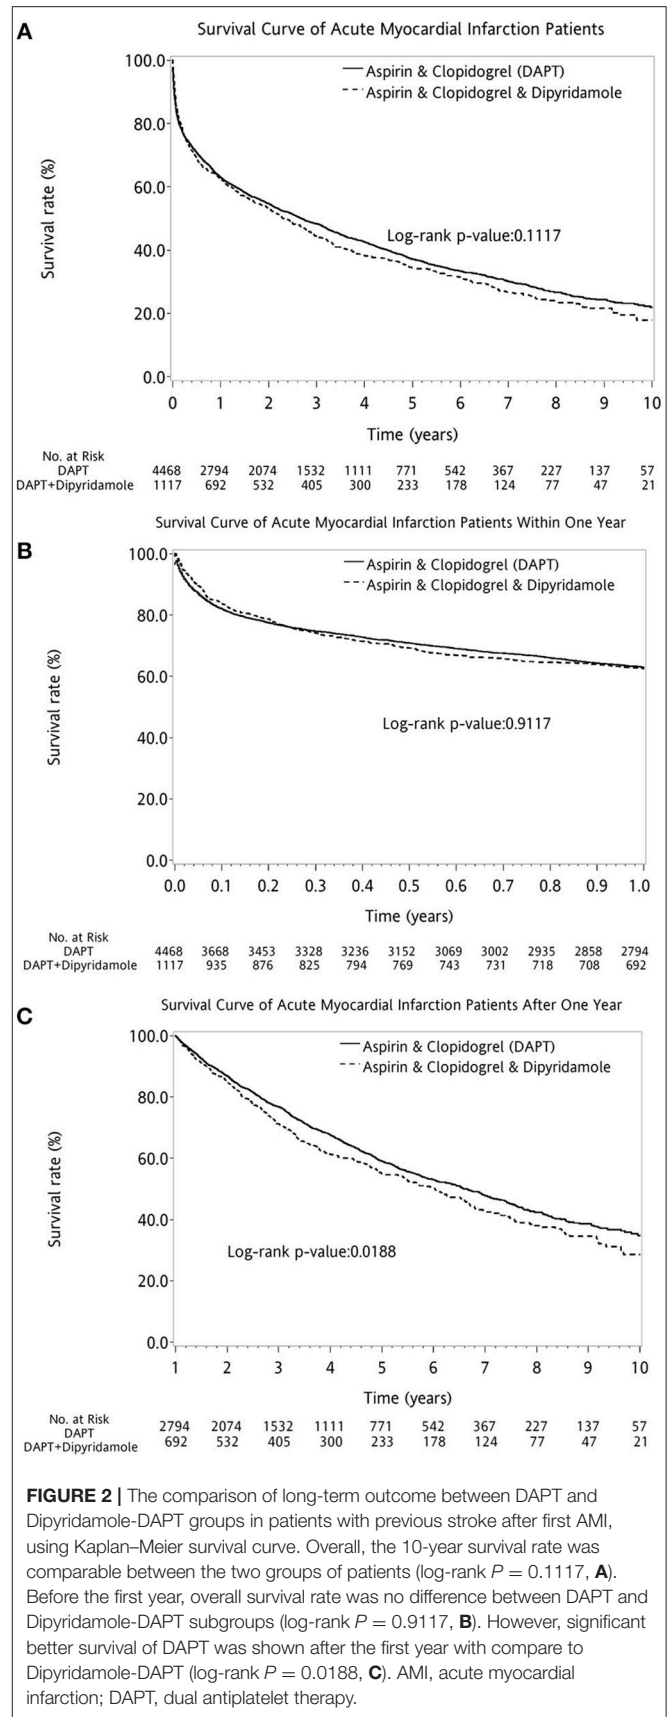 A
Survival Curve of Acute Myocardial Infarction Patients
100.0
80.0
60.0
40.0
20.0
0.0
Survival rate (%)
Aspirin & Clopidogrel (DAPT)
Aspirin & Clopidogrel & Dipyridamole
Log-rank p-value:0.1117
0 1 2 3 4 5 6 7 8 9 10
Time (years)
No. at Risk
DAPT 4468 2794 2074 1532 1111 771 542 367 227 137 57
DAPT+Dipyridamole 1117 692 532 405 300 233 178 124 77 47 21
B
Survival Curve of Acute Myocardial Infarction Patients Within One Year
100.0
80.0
60.0
40.0
20.0
0.0
Survival rate (%)
Aspirin & Clopidogrel (DAPT)
Aspirin & Clopidogrel & Dipyridamole
Log-rank p-value:0.9117
0.0 0.1 0.2 0.3 0.4 0.5 0.6 0.7 0.8 0.9 1.0
Time (years)
No. at Risk
DAPT 4468 3668 3453 3328 3236 3152 3069 3002 2935 2858 2794
DAPT+Dipyridamole 1117 935 876 825 794 769 743 731 718 708 692
C
Survival Curve of Acute Myocardial Infarction Patients After One Year
100.0
80.0
60.0
40.0
20.0
0.0
Survival rate (%)
Aspirin & Clopidogrel (DAPT)
Aspirin & Clopidogrel & Dipyridamole
Log-rank p-value:0.0188
1 2 3 4 5 6 7 8 9 10
Time (years)
No. at Risk
DAPT 2794 2074 1532 1111 771 542 367 227 137 57
DAPT+Dipyridamole 692 532 405 300 233 178 124 77 47 21
FIGURE 2 | The comparison of long-term outcome between DAPT and
Dipyridamole-DAPT groups in patients with previous stroke after first AMI,
using Kaplan–Meier survival curve. Overall, the 10-year survival rate was
comparable between the two groups of patients (log-rank P = 0.1117, A).
Before the first year, overall survival rate was no difference between DAPT and
Dipyridamole-DAPT subgroups (log-rank P = 0.9117, B). However, significant
better survival of DAPT was shown after the first year with compare to
Dipyridamole-DAPT (log-rank P = 0.0188, C). AMI, acute myocardial
infarction; DAPT, dual antiplatelet therapy.